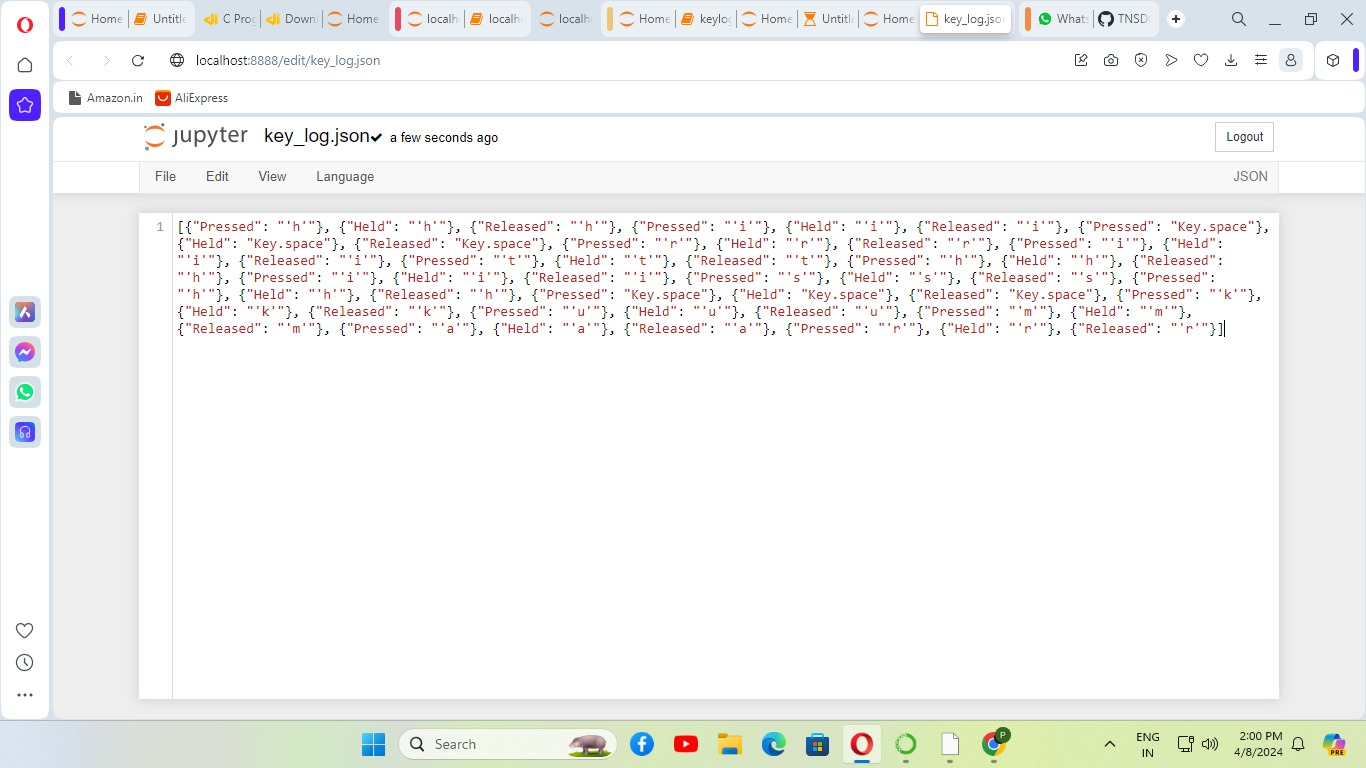 Home
Untitle
C Prog
Downl
Home
localh
localh
localh
Home
keylog
Home
Untitl
Home
key_log.json
Whats
TNSD
localhost:8888/edit/key_log.json
Amazon.in
AliExpress
jupyter key_log.json✔ a few seconds ago
Logout
File Edit View Language
JSON
1
[{"Pressed": "'h'"}, {"Held": "'h'"}, {"Released": "'h'"}, {"Pressed": "'i'"}, {"Held": "'i'"}, {"Released": "'i'"}, {"Pressed": "Key.space"},
{"Held": "Key.space"}, {"Released": "Key.space"}, {"Pressed": "'r'"}, {"Held": "'r'"}, {"Released": "'r'"}, {"Pressed": "'i'"}, {"Held":
"'i'"}, {"Released": "'i'"}, {"Pressed": "'t'"}, {"Held": "'t'"}, {"Released": "'t'"}, {"Pressed": "'h'"}, {"Held": "'h'"}, {"Released":
"'h'"}, {"Pressed": "'i'"}, {"Held": "'i'"}, {"Released": "'i'"}, {"Pressed": "'s'"}, {"Held": "'s'"}, {"Released": "'s'"}, {"Pressed":
"'h'"}, {"Held": "'h'"}, {"Released": "'h'"}, {"Pressed": "Key.space"}, {"Held": "Key.space"}, {"Released": "Key.space"}, {"Pressed": "'k'"},
{"Held": "'k'"}, {"Released": "'k'"}, {"Pressed": "'u'"}, {"Held": "'u'"}, {"Released": "'u'"}, {"Pressed": "'m'"}, {"Held": "'m'"},
{"Released": "'m'"}, {"Pressed": "'a'"}, {"Held": "'a'"}, {"Released": "'a'"}, {"Pressed": "'r'"}, {"Held": "'r'"}, {"Released": "'r'"}]
Search
P
ENG
IN
2:00 PM
4/8/2024
PRE